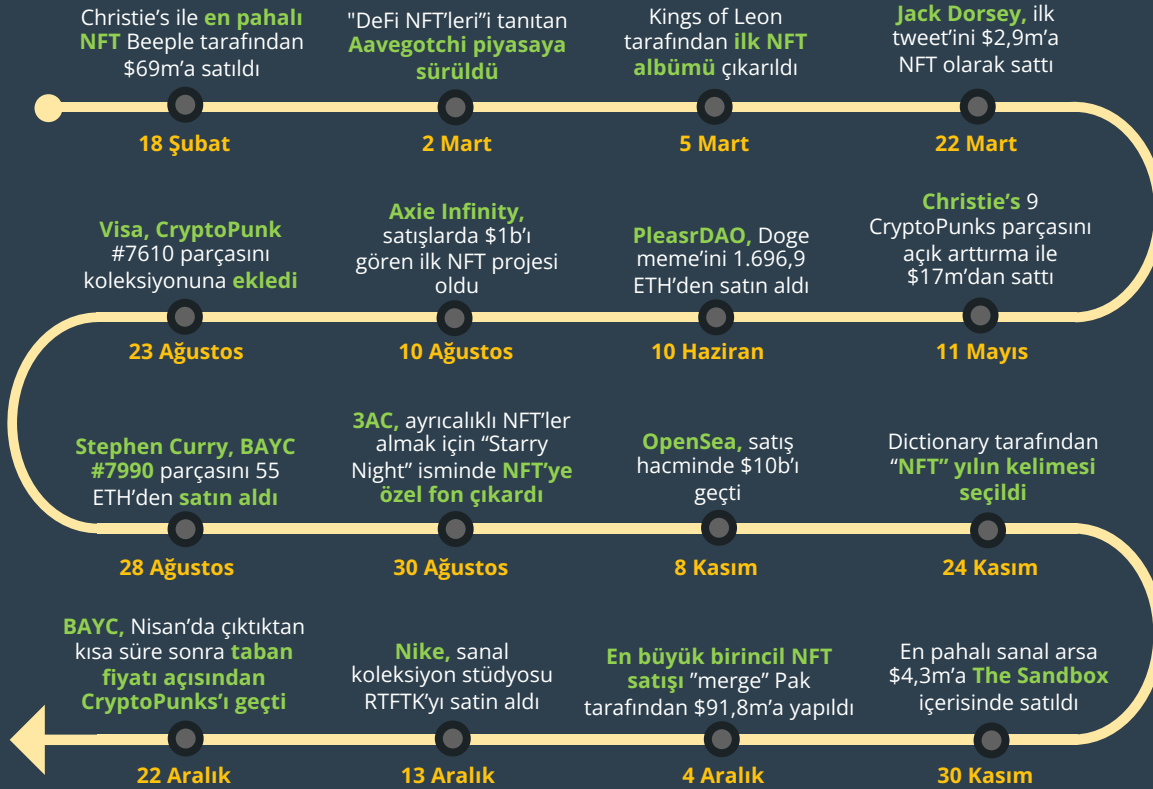 Christie’s ile en pahalı
NFT Beeple tarafından
$69m’a satıldı
18 Şubat
"DeFi NFT’leri”i tanıtan
Aavegotchi piyasaya
sürüldü
2 Mart
Kings of Leon
tarafından ilk NFT
albümü çıkarıldı
5 Mart
Jack Dorsey, ilk
tweet’ini $2,9m’a
NFT olarak sattı
22 Mart
Christie’s 9
CryptoPunks parçasını
açık arttırma ile
$17m’dan sattı
11 Mayıs
PleasrDAO, Doge
meme’ini 1.696,9
ETH’den satın aldı
10 Haziran
Axie Infinity,
satışlarda $1b’ı
gören ilk NFT projesi
oldu
10 Ağustos
Visa, CryptoPunk
#7610 parçasını
koleksiyonuna ekledi
23 Ağustos
Stephen Curry, BAYC
#7990 parçasını 55
ETH’den satın aldı
28 Ağustos
3AC, ayrıcalıklı NFT’ler
almak için “Starry
Night” isminde NFT’ye
özel fon çıkardı
30 Ağustos
OpenSea, satış
hacminde $10b’ı
geçti
8 Kasım
Dictionary tarafından
“NFT” yılın kelimesi
seçildi
24 Kasım
En pahalı sanal arsa
$4,3m’a The Sandbox
içerisinde satıldı
30 Kasım
En büyük birincil NFT
satışı ”merge” Pak
tarafından $91,8m’a yapıldı
4 Aralık
Nike, sanal
koleksiyon stüdyosu
RTFTK’yı satin aldı
13 Aralık
BAYC, Nisan’da çıktıktan
kısa süre sonra taban
fiyatı açısından
CryptoPunks’ı geçti
22 Aralık